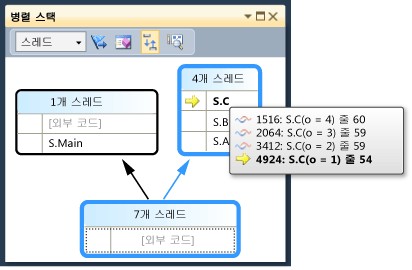 병렬 스택
스레드
1개 스레드
[외부 코드]
S.Main
4개 스레드
S.C
S.B
S.A
1516: S.C(o = 4) 줄 60
2064: S.C(o = 3) 줄 59
3412: S.C(o = 2) 줄 59
4924: S.C(o = 1) 줄 54
7개 스레드
[외부 코드]